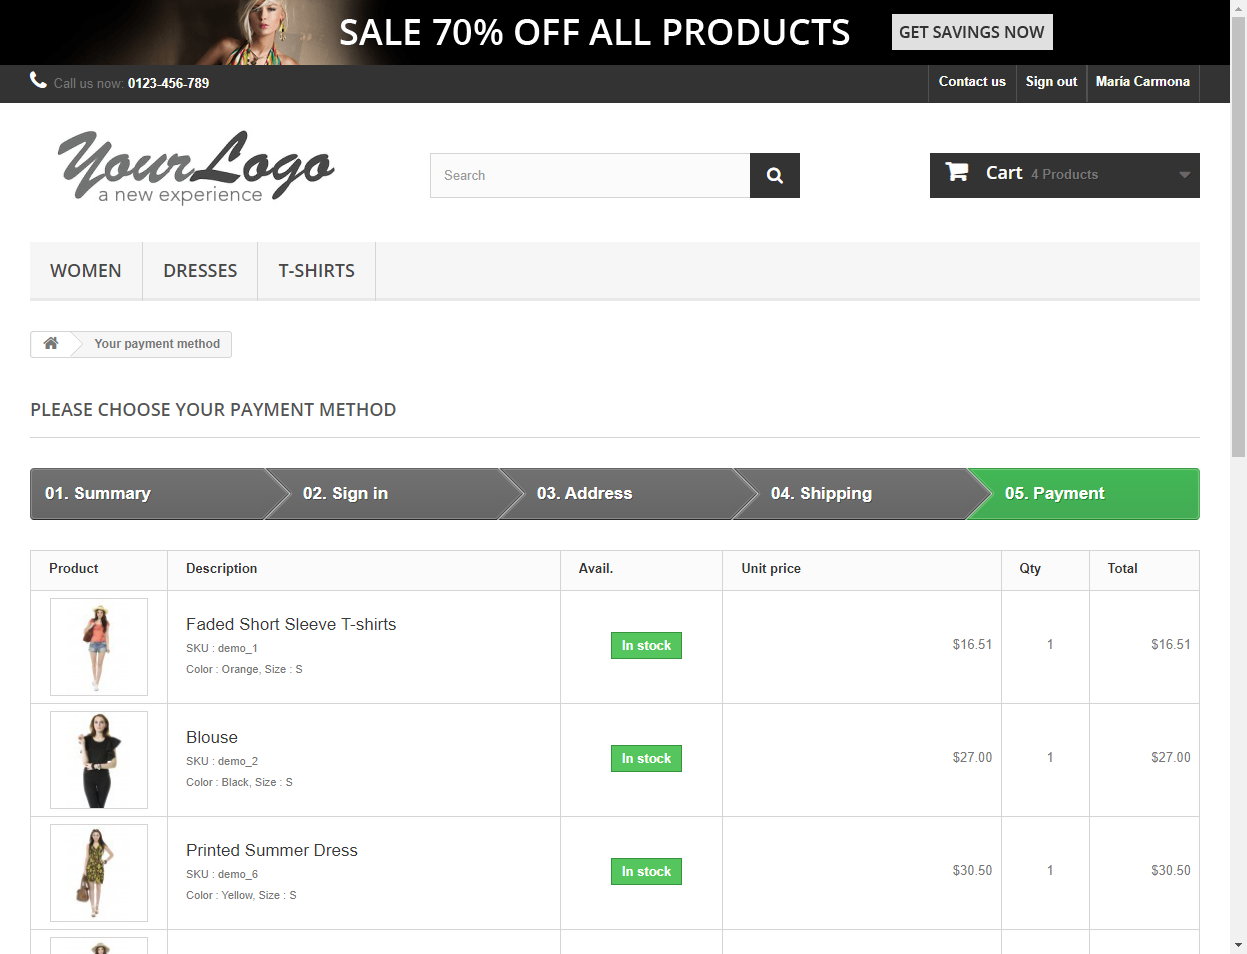 SALE 70% OFF ALL PRODUCTS GET SAVINGS NOW
Call us now: 0123-456-789 Contact us Sign out María Carmona
YourLogo
a new experience
Search
Cart 4 Products
WOMEN DRESSES T-SHIRTS
Your payment method
PLEASE CHOOSE YOUR PAYMENT METHOD
01. Summary 02. Sign in 03. Address 04. Shipping 05. Payment
Product Description Avail. Unit price Qty Total
Faded Short Sleeve T-shirts
SKU : demo_1
Color : Orange, Size : S
In stock $16.51 1 $16.51
Blouse
SKU : demo_2
Color : Black, Size : S
In stock $27.00 1 $27.00
Printed Summer Dress
SKU : demo_6
Color : Yellow, Size : S
In stock $30.50 1 $30.50